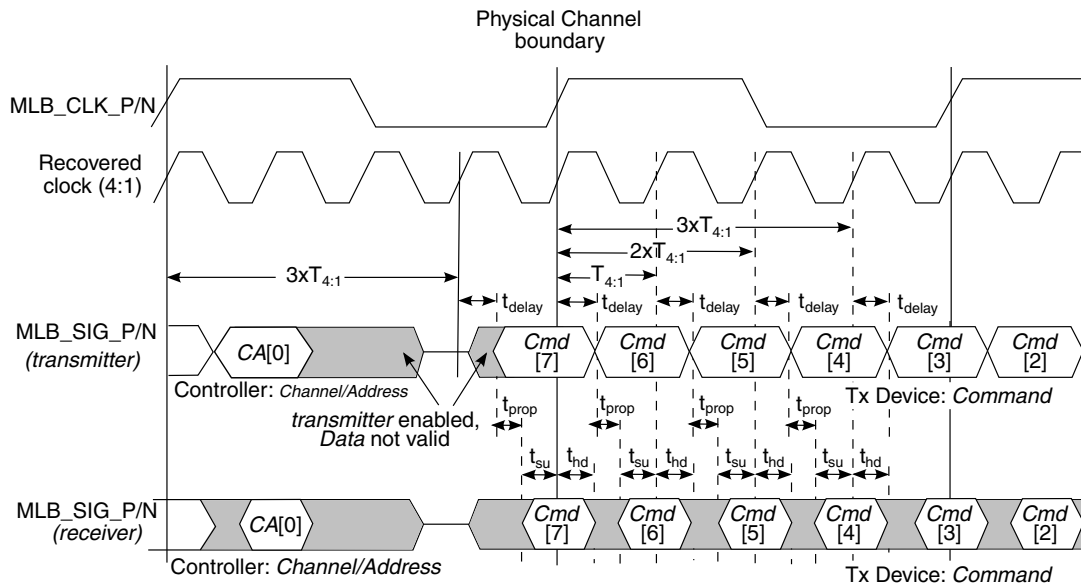 Physical Channel
boundary
MLB_CLK_P/N
Recovered
clock (4:1)
3xT4:1
2xT4:1
3xT4:1
T4:1
tdelay
tdelay
tdelay
tdelay
tdelay
MLB_SIG_P/N
(transmitter)
CA[0]
Cmd
[7]
Cmd
[6]
Cmd
[5]
Cmd
[4]
Cmd
[3]
Cmd
[2]
Controller: Channel/Address
Tx Device: Command
transmitter enabled,
Data not valid
tprop
tprop
tprop
tprop
tsu
thd
tsu
thd
tsu
thd
tsu
thd
MLB_SIG_P/N
(receiver)
CA[0]
Cmd
[7]
Cmd
[6]
Cmd
[5]
Cmd
[4]
Cmd
[3]
Cmd
[2]
Controller: Channel/Address
Tx Device: Command